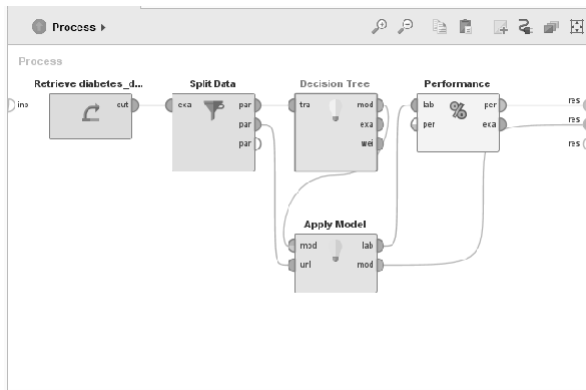 Process
Process
Retrieve diabetes_d...
Split Data
Decision Tree
Performance
inp
out
exa
par
tra
mod
lab
per
res
par
exa
per
exa
res
par
wei
res
Apply Model
mod
lab
unl
mod